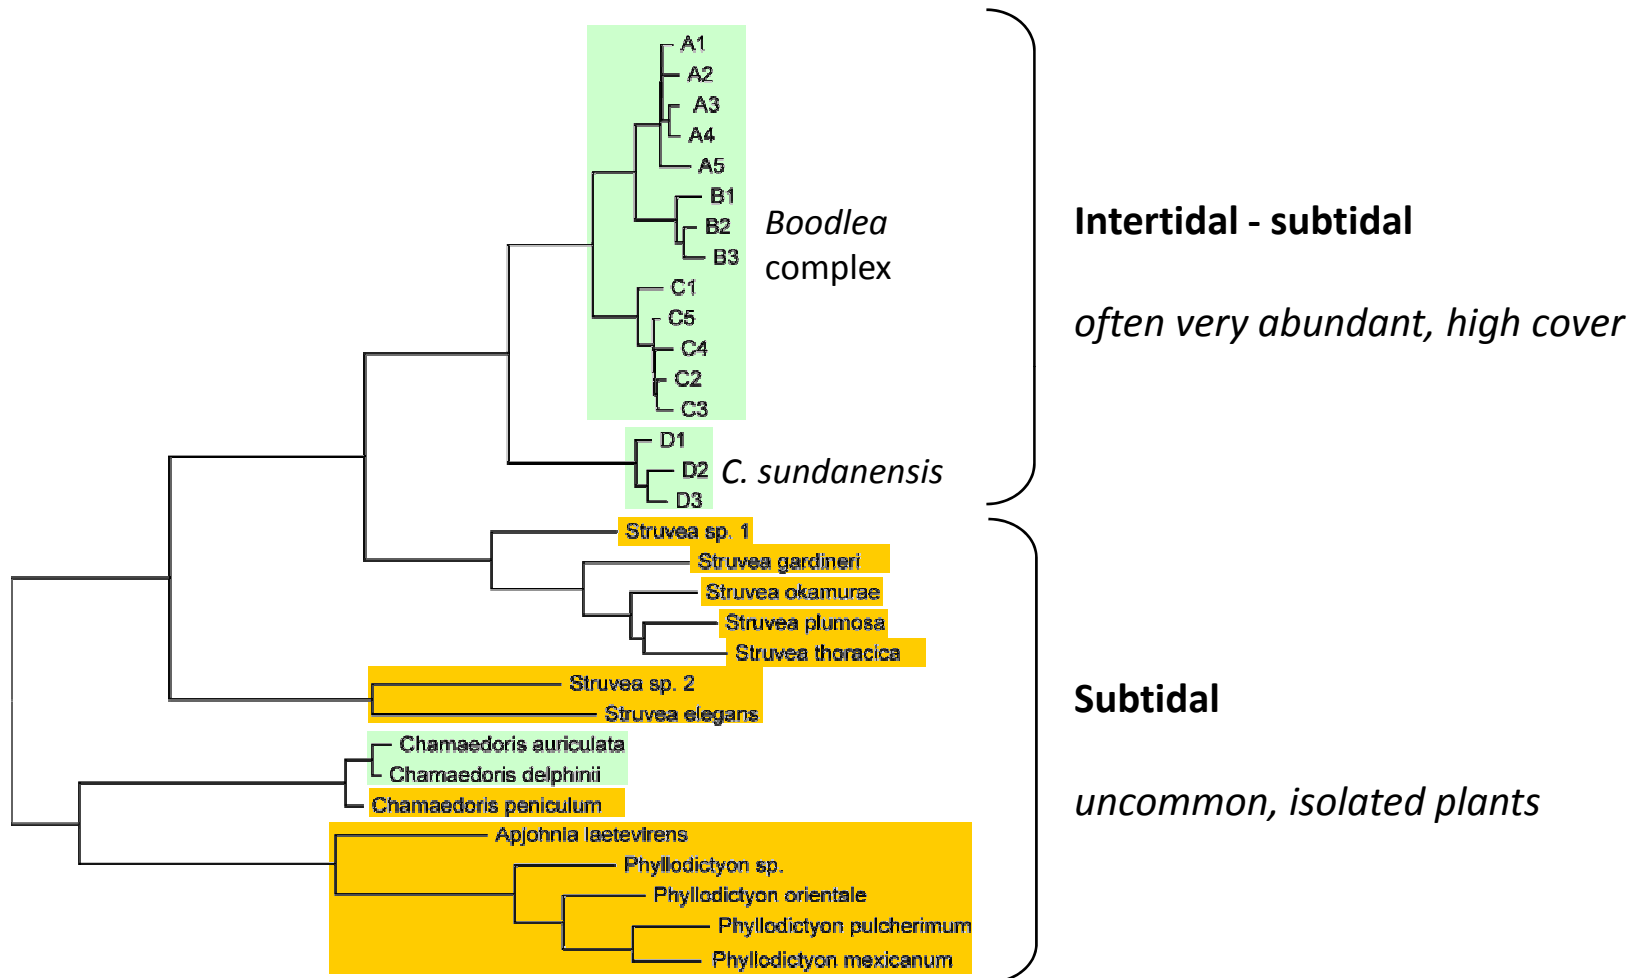 A1
A2
A3
A4
A5
B1
B2
B3
C1
C5
C4
C2
C3
Boodlea
complex
D1
D2
D3
C. sundanensis
Intertidal - subtidal
often very abundant, high cover
Struvea sp. 1
Struvea gardineri
Struvea okamurae
Struvea plumosa
Struvea thoracica
Struvea sp. 2
Struvea elegans
Chamaedoris auriculata
Chamaedoris delphinii
Chamaedoris peniculum
Apjohnia laetevirens
Phyllodictyon sp.
Phyllodictyon orientale
Phyllodictyon pulcherimum
Phyllodictyon mexicanum
Subtidal
uncommon, isolated plants